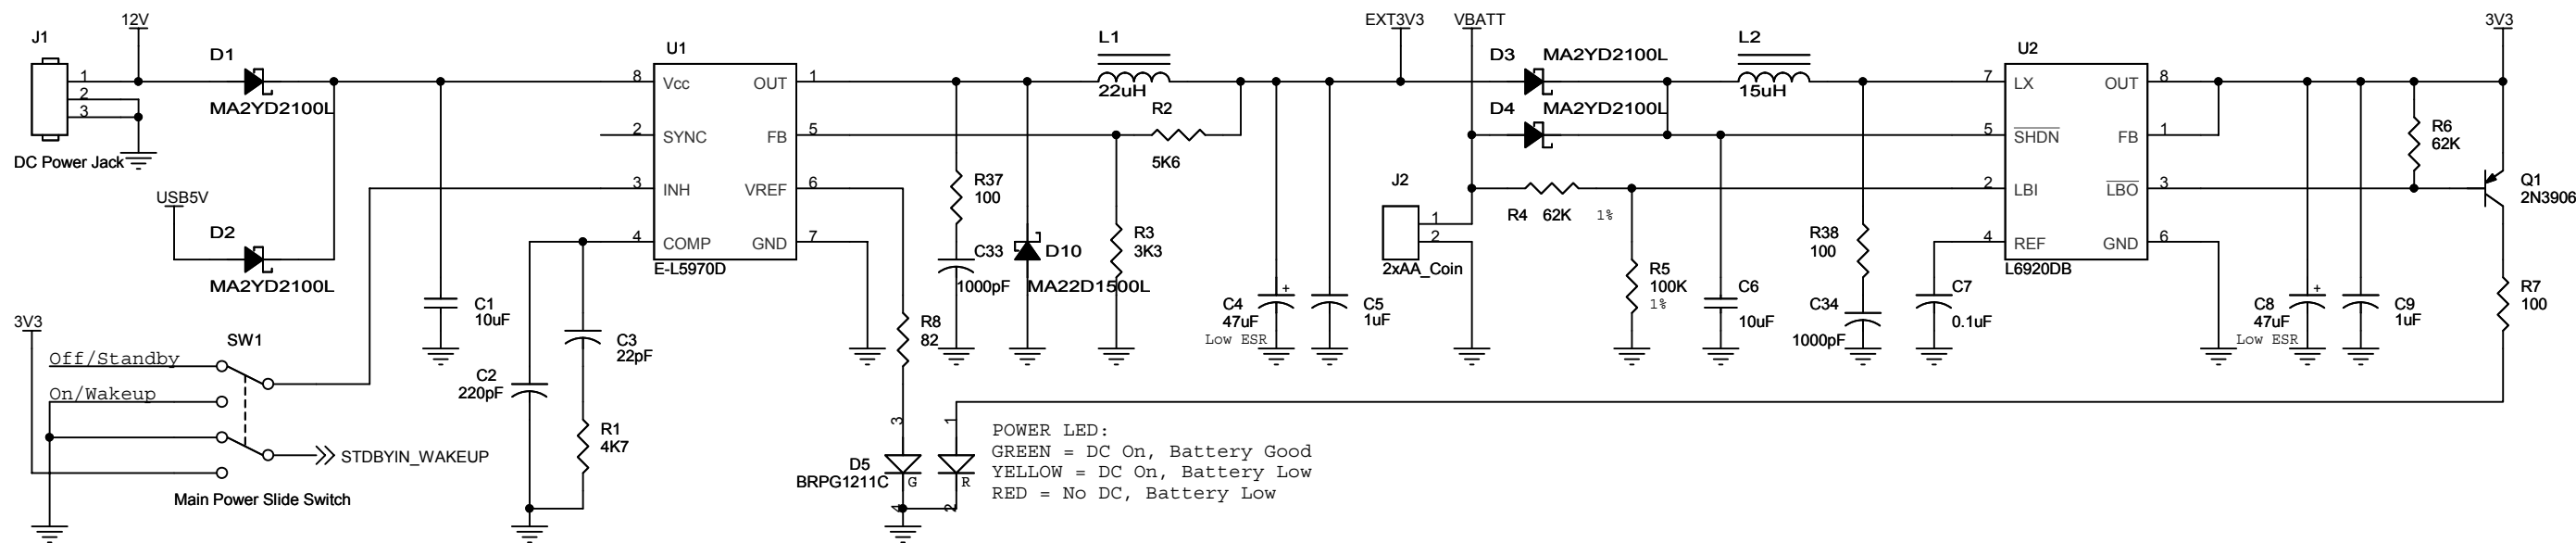 12V
J1
1
2
3
DC Power Jack
D1
MA2YD2100L
USB5V
D2
MA2YD2100L
3V3
SW1
Off/Standby
On/Wakeup
STDBYIN_WAKEUP
Main Power Slide Switch
C1
10uF
C2
220pF
C3
22pF
R1
4K7
U1
8 Vcc OUT 1
2 SYNC FB 5
3 INH VREF 6
4 COMP GND 7
E-L5970D
R8
82
3
D5
BRPG1211C
G
4
1
R
2
POWER LED:
GREEN = DC On, Battery Good
YELLOW = DC On, Battery Low
RED = No DC, Battery Low
R37
100
C33
1000pF
D10
MA22D1500L
L1
22uH
R2
5K6
R3
3K3
C4
47uF
Low ESR
C5
1uF
+
EXT3V3
VBATT
J2
1
2
2xAA_Coin
D3 MA2YD2100L
D4 MA2YD2100L
R4 62K 1%
R5
100K
1%
C6
10uF
L2
15uH
R38
100
C34
1000pF
C7
0.1uF
U2
7 LX OUT 8
5 SHDN FB 1
2 LBI LBO 3
4 REF GND 6
L6920DB
C8
47uF
Low ESR
+
C9
1uF
R6
62K
3V3
Q1
2N3906
R7
100